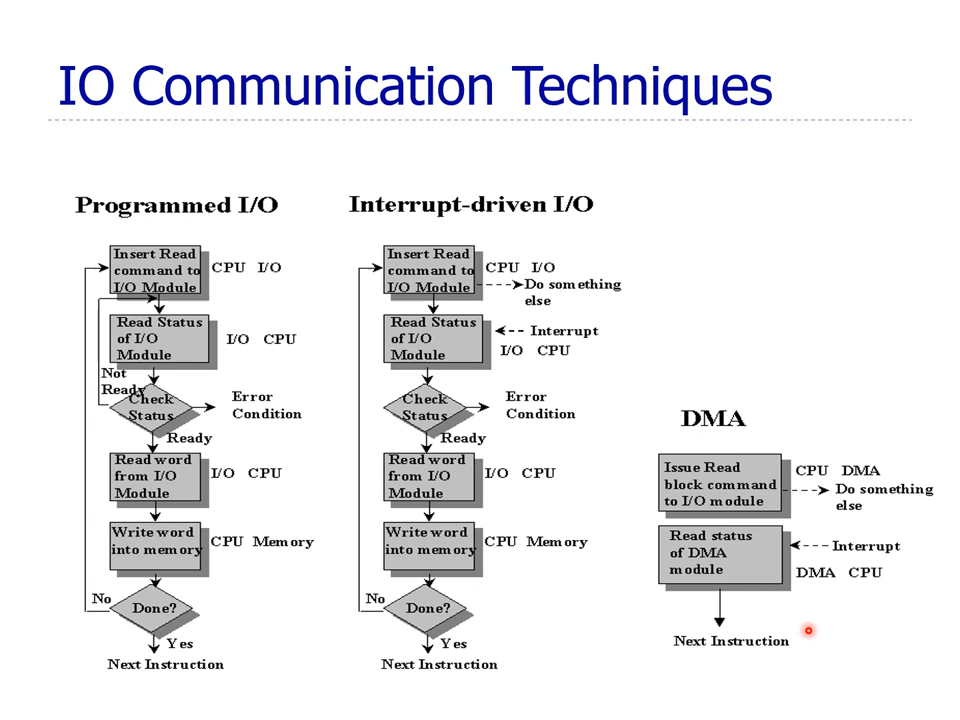 IO Communication Techniques
Programmed I/O
Insert Read
command to
I/O Module
CPU I/O
Read Status
of I/O
Module
I/O CPU
Not
Ready
Check
Status
Error
Condition
Ready
Read word
from I/O
Module
I/O CPU
Write word
into memory
CPU Memory
No
Done?
Yes
Next Instruction
Interrupt-driven I/O
Insert Read
command to
I/O Module
CPU I/O
Do something
else
Read Status
of I/O
Module
Interrupt
I/O CPU
Check
Status
Error
Condition
Ready
Read word
from I/O
Module
I/O CPU
Write word
into memory
CPU Memory
No
Done?
Yes
Next Instruction
DMA
Issue Read
block command
to I/O module
CPU DMA
Do something
else
Read status
of DMA
module
Interrupt
DMA CPU
Next Instruction